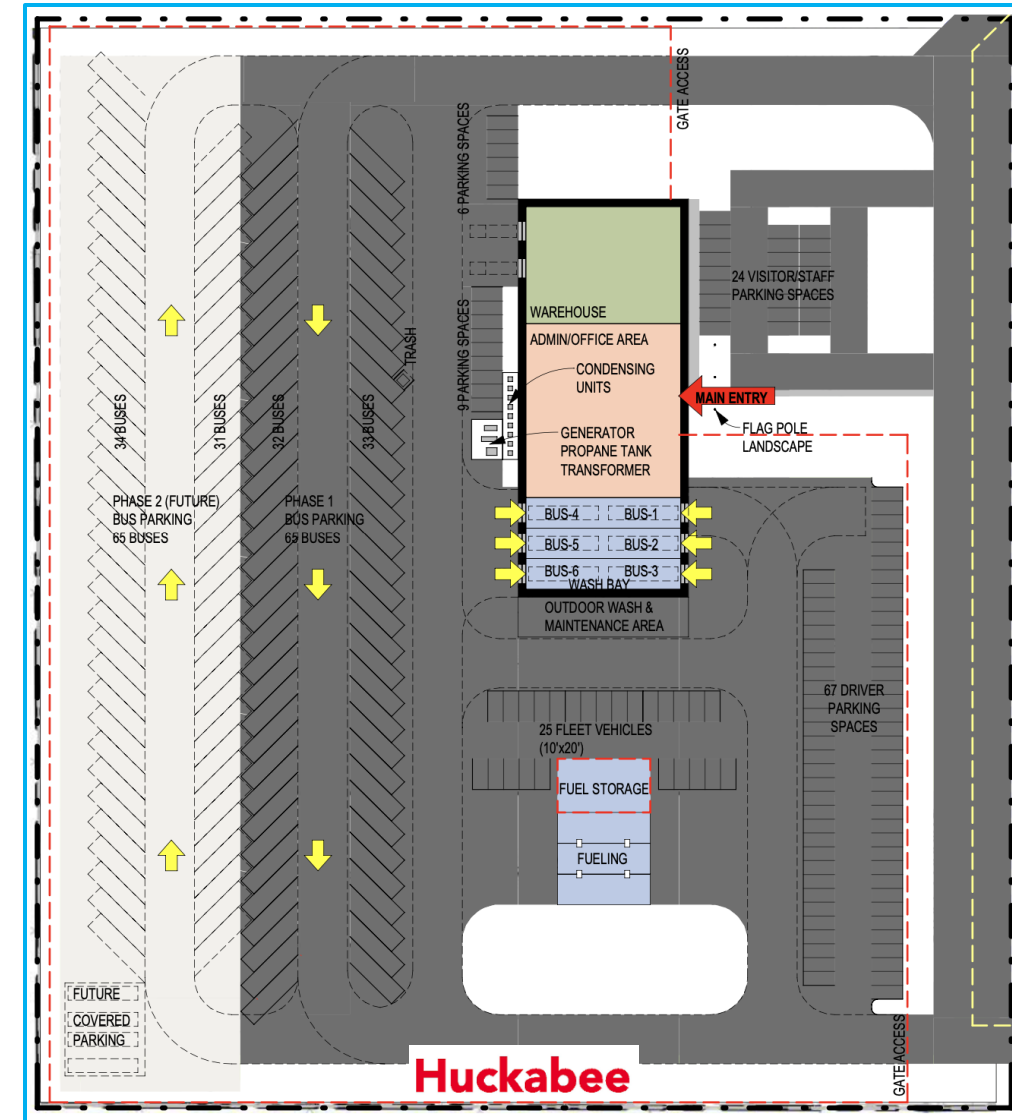 GATE ACCESS
6 PARKING SPACES
24 VISITOR/STAFF
PARKING SPACES
WAREHOUSE
ADMIN/OFFICE AREA
CONDENSING
UNITS
9 PARKING SPACES
TRASH
MAIN ENTRY
FLAG POLE
LANDSCAPE
GENERATOR
PROPANE TANK
TRANSFORMER
34 BUSES
31 BUSES
32 BUSES
33 BUSES
PHASE 2 (FUTURE)
BUS PARKING
65 BUSES
PHASE 1
BUS PARKING
65 BUSES
BUS-4
BUS-1
BUS-5
BUS-2
BUS-6
BUS-3
WASH BAY
OUTDOOR WASH &
MAINTENANCE AREA
67 DRIVER
PARKING
SPACES
25 FLEET VEHICLES
(10'x20')
FUEL STORAGE
FUELING
FUTURE
COVERED
PARKING
GATE ACCESS
Huckabee